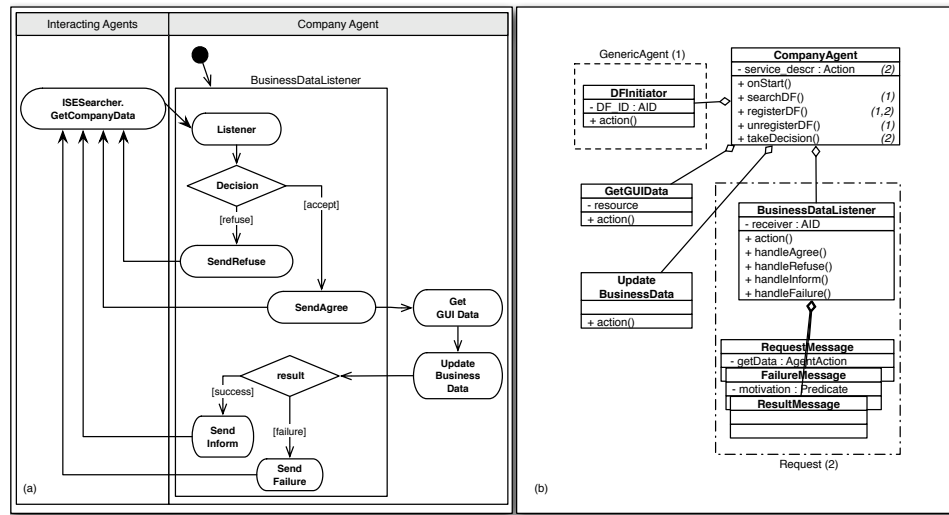 Interacting Agents
Company Agent
BusinessDataListener
ISESearcher.
GetCompanyData
Listener
Decision
[accept]
[refuse]
SendRefuse
SendAgree
Get
GUI Data
Update
Business
Data
result
[success]
Send
Inform
[failure]
Send
Failure
(a)
GenericAgent (1)
DFInitiator
- DF_ID : AID
+ action()
CompanyAgent
- service_descr : Action (2)
+ onStart()
+ searchDF() (1)
+ registerDF() (1,2)
+ unregisterDF() (1)
+ takeDecision() (2)
GetGUIData
- resource
+ action()
Update
BusinessData
+ action()
BusinessDataListener
- receiver : AID
+ action()
+ handleAgree()
+ handleRefuse()
+ handleInform()
+ handleFailure()
RequestMessage
- getData : AgentAction
FailureMessage
- motivation : Predicate
ResultMessage
Request (2)
(b)